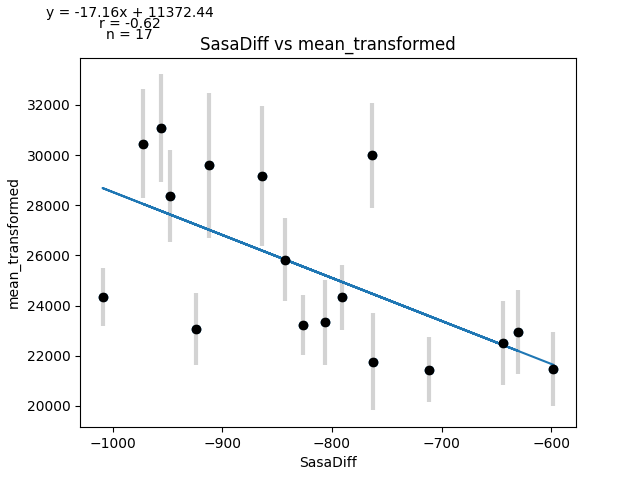 y = -17.16x + 11372.44
r = -0.62
n = 17
SasaDiff vs mean_transformed
32000
30000
28000
26000
24000
22000
20000
mean_transformed
−1000 −900 −800 −700 −600
SasaDiff